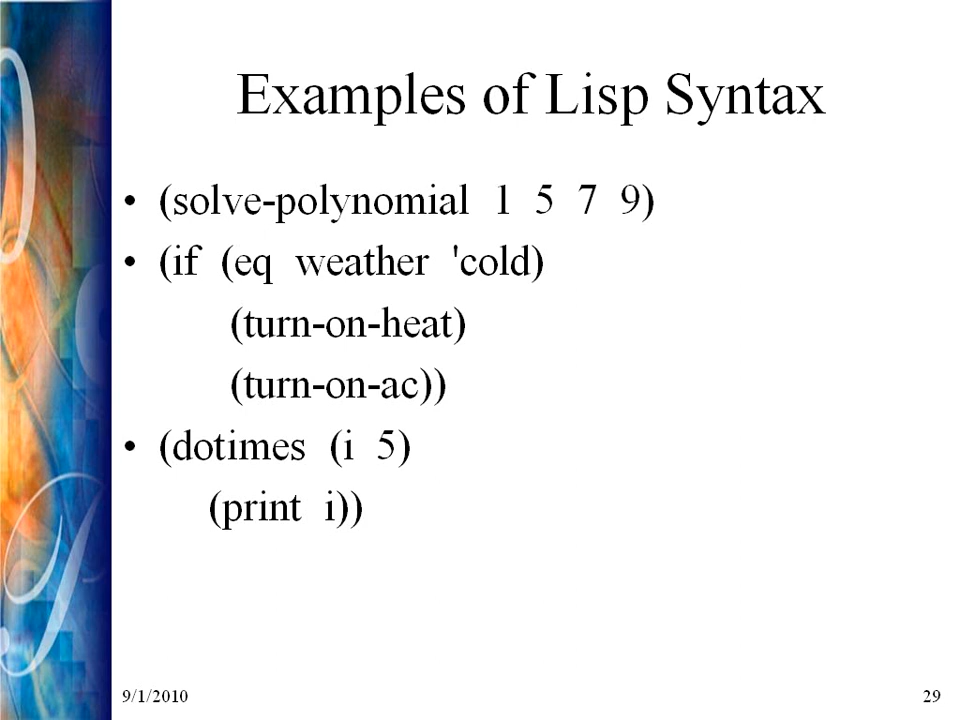 Examples of Lisp Syntax
• (solve-polynomial 1 5 7 9)
• (if (eq weather 'cold)
(turn-on-heat)
(turn-on-ac))
• (dotimes (i 5)
(print i))
9/1/2010
29